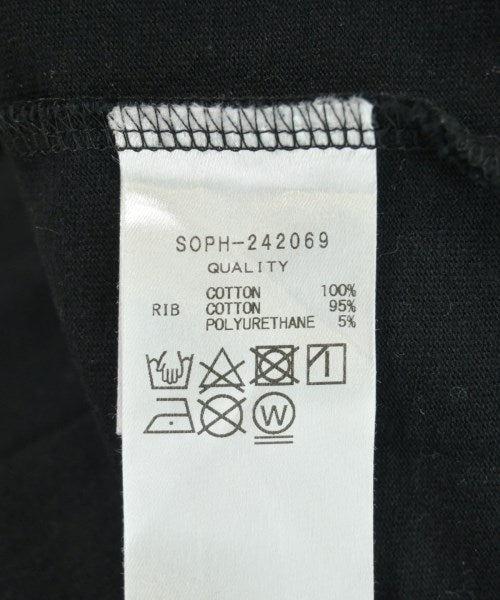 SOPH-242069
QUALITY
COTTON 100%
RIB COTTON 95%
POLYURETHANE 5%
W